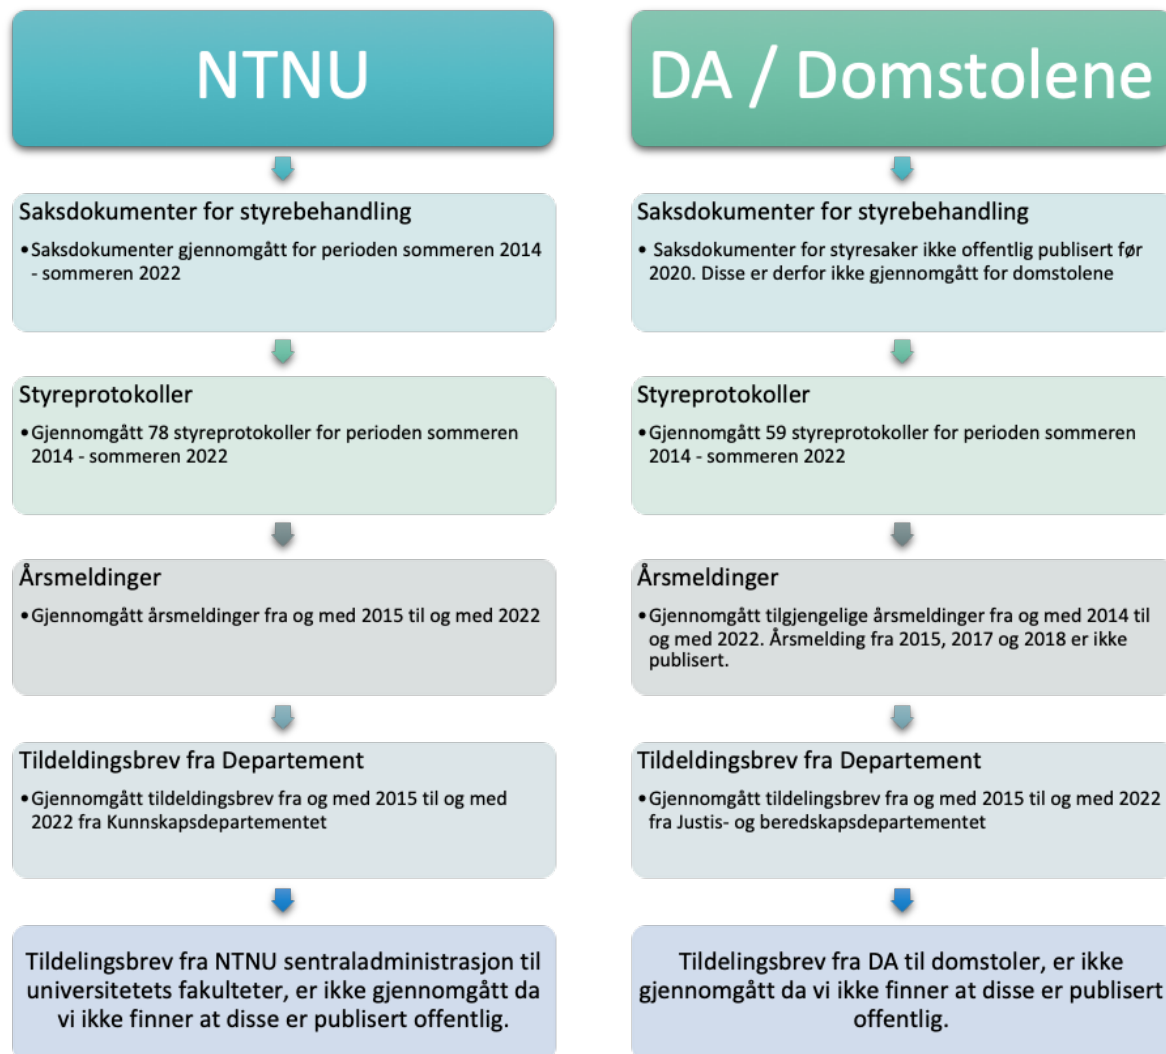 NTNU
Saksdokumenter for styrebehandling
•Saksdokumenter gjennomgått for perioden sommeren 2014
- sommeren 2022
Styreprotokoller
•Gjennomgått 78 styreprotokoller for perioden sommeren
2014 - sommeren 2022
Årsmeldinger
•Gjennomgått årsmeldinger fra og med 2015 til og med 2022
Tildeldingsbrev fra Departement
•Gjennomgått tildeldingsbrev fra og med 2015 til og med
2022 fra Kunnskapsdepartementet
Tildelingsbrev fra NTNU sentraladministrasjon til
universitetets fakulteter, er ikke gjennomgått da
vi ikke finner at disse er publisert offentlig.
DA / Domstolene
Saksdokumenter for styrebehandling
• Saksdokumenter for styresaker ikke offentlig publisert før
2020. Disse er derfor ikke gjennomgått for domstolene
Styreprotokoller
•Gjennomgått 59 styreprotokoller for perioden sommeren
2014 - sommeren 2022
Årsmeldinger
•Gjennomgått tilgjengelige årsmeldinger fra og med 2014 til
og med 2022. Årsmelding fra 2015, 2017 og 2018 er ikke
publisert.
Tildeldingsbrev fra Departement
•Gjennomgått tildelingsbrev fra og med 2015 til og med 2022
fra Justis- og beredskapsdepartementet
Tildelingsbrev fra DA til domstoler, er ikke
gjennomgått da vi ikke finner at disse er publisert
offentlig.